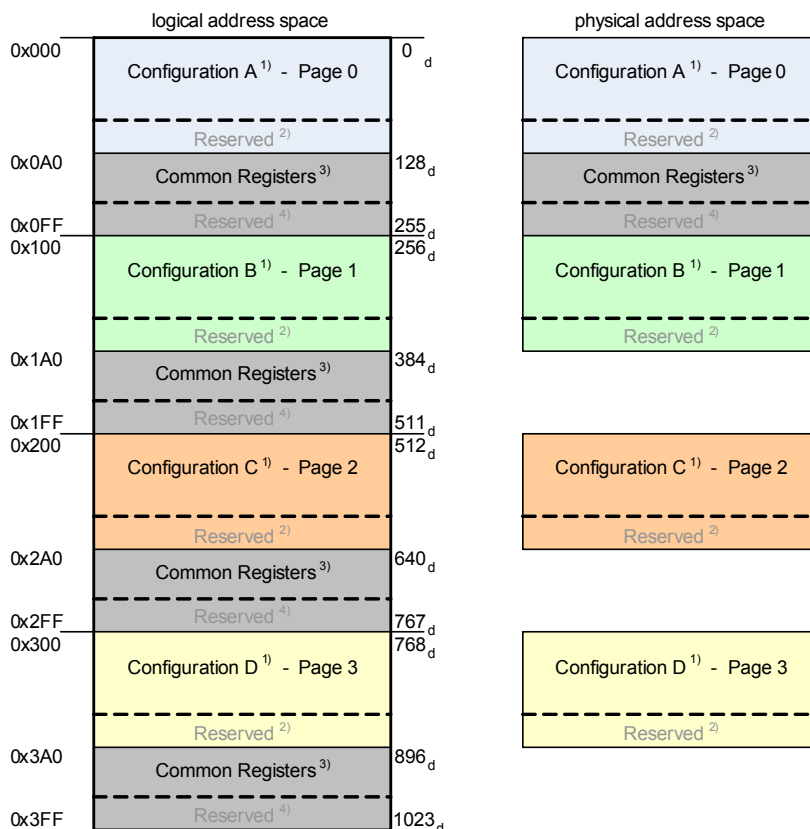 logical address space physical address space
0x000 0 d
Configuration A 1) - Page 0 Configuration A 1) - Page 0
Reserved 2) Reserved 2)
0x0A0 128 d
Common Registers 3) Common Registers 3)
Reserved 4) Reserved 4)
0x0FF 255 d
0x100 256 d
Configuration B 1) - Page 1 Configuration B 1) - Page 1
Reserved 2) Reserved 2)
0x1A0 384 d
Common Registers 3)
Reserved 4)
0x1FF 511 d
0x200 512 d
Configuration C 1) - Page 2 Configuration C 1) - Page 2
Reserved 2) Reserved 2)
0x2A0 640 d
Common Registers 3)
Reserved 4)
0x2FF 767 d
0x300 768 d
Configuration D 1) - Page 3 Configuration D 1) - Page 3
Reserved 2) Reserved 2)
0x3A0 896 d
Common Registers 3)
Reserved 4)
0x3FF 1023 d